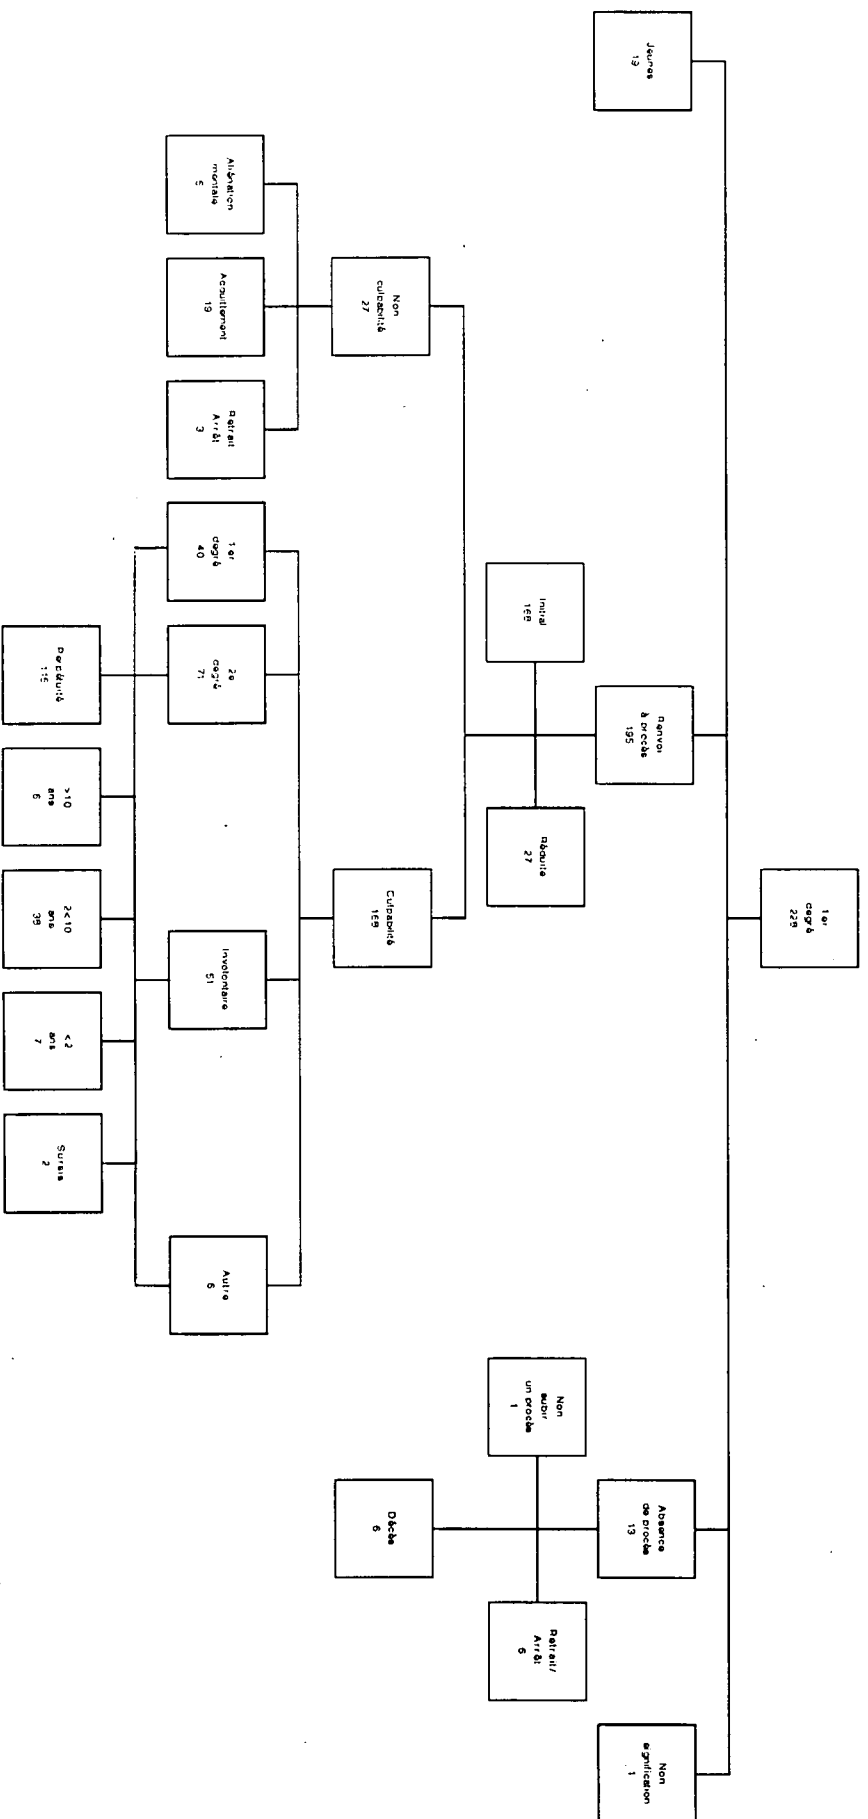 1er
degré
228
Jeunes
19
Renvoi
à procès
195
Absence
de procès
13
Non
signification
1
Initial
168
Réduite
27
Non
subir
un procès
1
Retrait/
Arrêt
6
Non
culpabilité
27
Culpabilité
168
Décès
6
Aliénation
mentale
5
Acquittement
19
Retrait
Arrêt
3
1er
degré
40
2e
degré
71
Involontaire
51
Autre
6
Perpétuité
115
>10
ans
6
2<10
ans
38
<2
ans
7
Sursis
2